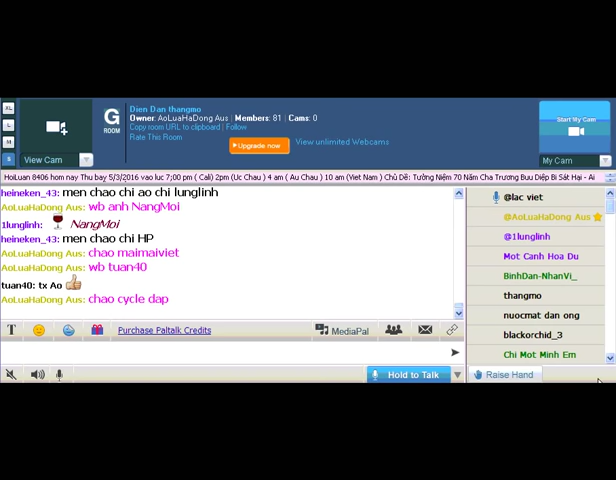 XL
L
M
S
View Cam
G
ROOM
Dien Dan thangmo
Owner: AoLuaHaDong Aus | Members: 81 | Cams: 0
Copy room URL to clipboard | Follow
Rate This Room
Upgrade now
View unlimited Webcams
Start My Cam
My Cam
HoiLuan 8406 hom nay Thu bay 5/3/2016 vao luc 7;00 pm ( Cali) 2pm (Uc Chau ) 4 am ( Au Chau ) 10 am (Viet Nam ) Chủ Đề: Tường Niệm 70 Năm Cha Trương Buu Diệp Bi Sát Hại - Ai
heineken_43: men chao chi ao chi lunglinh
AoLuaHaDong Aus: wb anh NangMoi
1lunglinh: NangMoi
heineken_43: men chao chi HP
AoLuaHaDong Aus: chao maimaiviet
AoLuaHaDong Aus: wb tuan40
tuan40: tx Ao
AoLuaHaDong Aus: chao cycle dap
@lac viet
@AoLuaHaDong Aus
@1lunglinh
Mot Canh Hoa Du
BinhDan-NhanVi_
thangmo
nuocmat dan ong
blackorchid_3
Chi Mot Minh Em
T
Purchase Paltalk Credits
MediaPal
Hold to Talk
Raise Hand